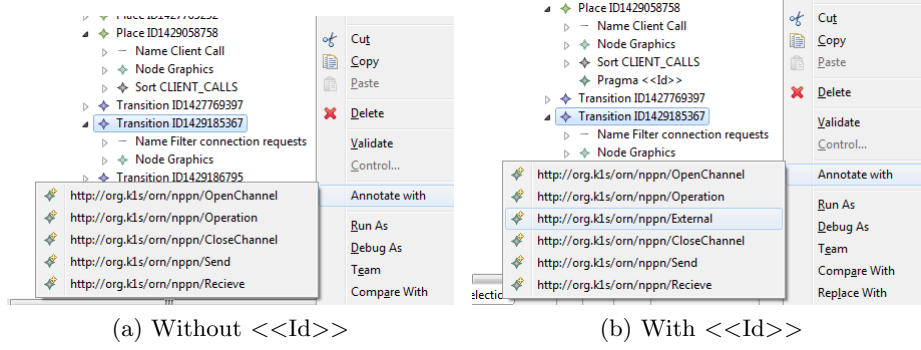 Place ID1429058758
Name Client Call
Node Graphics
Sort CLIENT_CALLS
Transition ID1427769397
Transition ID1429185367
Name Filter connection requests
Node Graphics
Transition ID1429186795
http://org.k1s/orn/nppn/OpenChannel
http://org.k1s/orn/nppn/Operation
http://org.k1s/orn/nppn/CloseChannel
http://org.k1s/orn/nppn/Send
http://org.k1s/orn/nppn/Recieve
Cut
Copy
Paste
Delete
Validate
Control...
Annotate with
Run As
Debug As
Team
Compare With
(a) Without <<Id>>
Place ID1429058758
Name Client Call
Node Graphics
Sort CLIENT_CALLS
Pragma <<Id>>
Transition ID1427769397
Transition ID1429185367
Name Filter connection requests
Node Graphics
http://org.k1s/orn/nppn/OpenChannel
http://org.k1s/orn/nppn/Operation
http://org.k1s/orn/nppn/External
http://org.k1s/orn/nppn/CloseChannel
http://org.k1s/orn/nppn/Send
http://org.k1s/orn/nppn/Recieve
Cut
Copy
Paste
Delete
Validate
Control...
Annotate with
Run As
Debug As
Team
Compare With
Replace With
(b) With <<Id>>